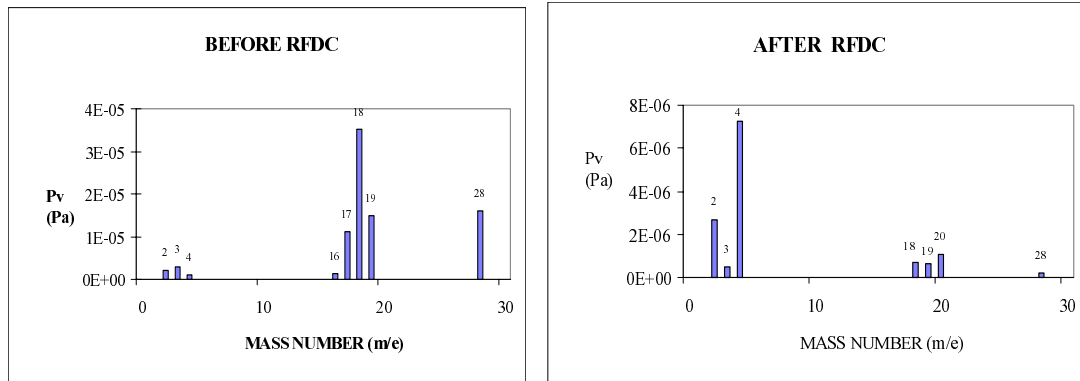 BEFORE RFDC
4E-05
3E-05
2E-05
1E-05
0E+00
Pv
(Pa)
2
3
4
16
17
18
19
28
0
10
20
30
MASS NUMBER (m/e)
AFTER RFDC
8E-06
6E-06
4E-06
2E-06
0E+00
Pv
(Pa)
2
3
4
18
19
20
28
0
10
20
30
MASS NUMBER (m/e)